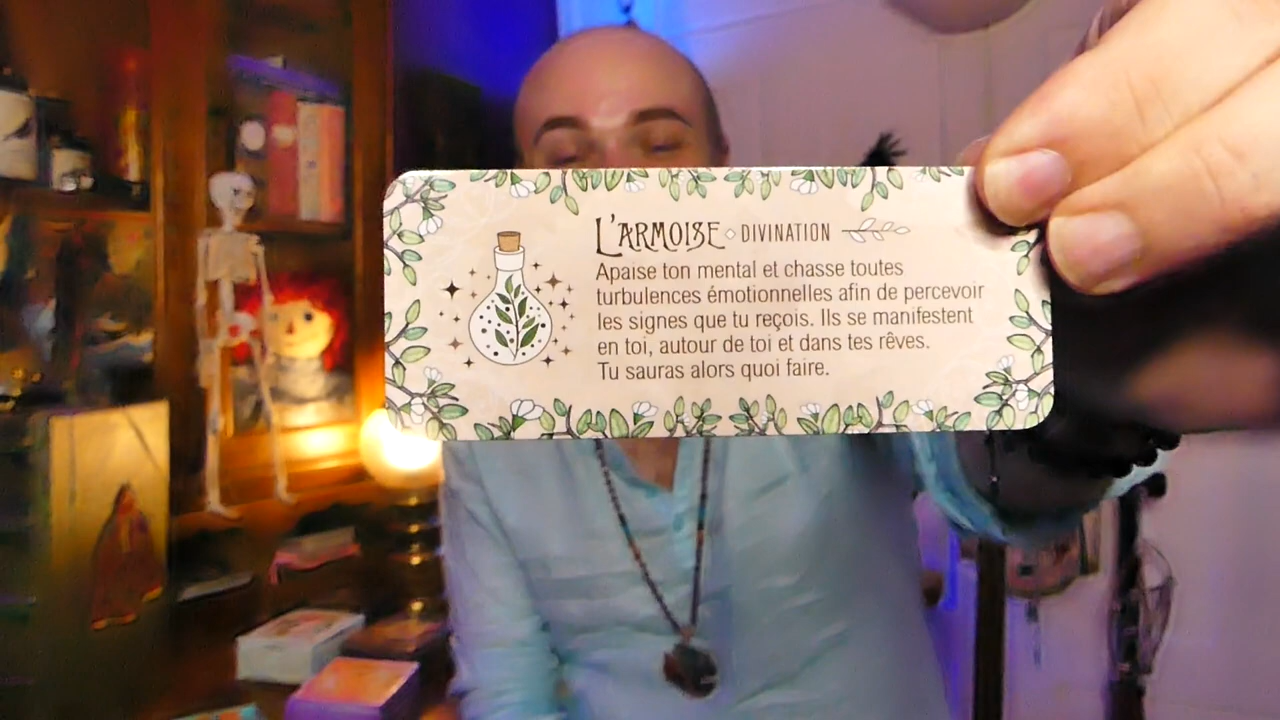 L'ARMOISE ◇ DIVINATION
Apaise ton mental et chasse toutes
turbulences émotionnelles afin de percevoir
les signes que tu reçois. Ils se manifestent
en toi, autour de toi et dans tes rêves.
Tu sauras alors quoi faire.